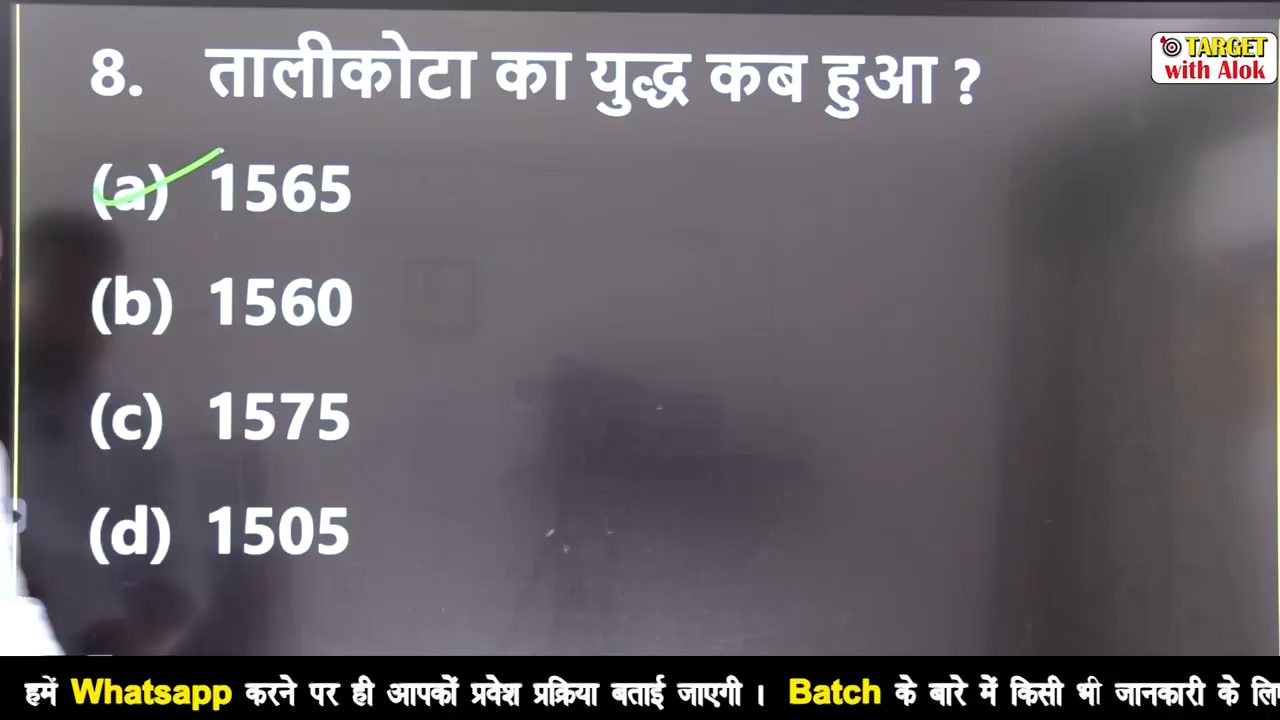 TARGET
with Alok
8. तालीकोटा का युद्ध कब हुआ ?
(a) 1565
(b) 1560
(c) 1575
(d) 1505
हमें Whatsapp करने पर ही आपकों प्रवेश प्रक्रिया बताई जाएगी । Batch के बारे में किसी भी जानकारी के